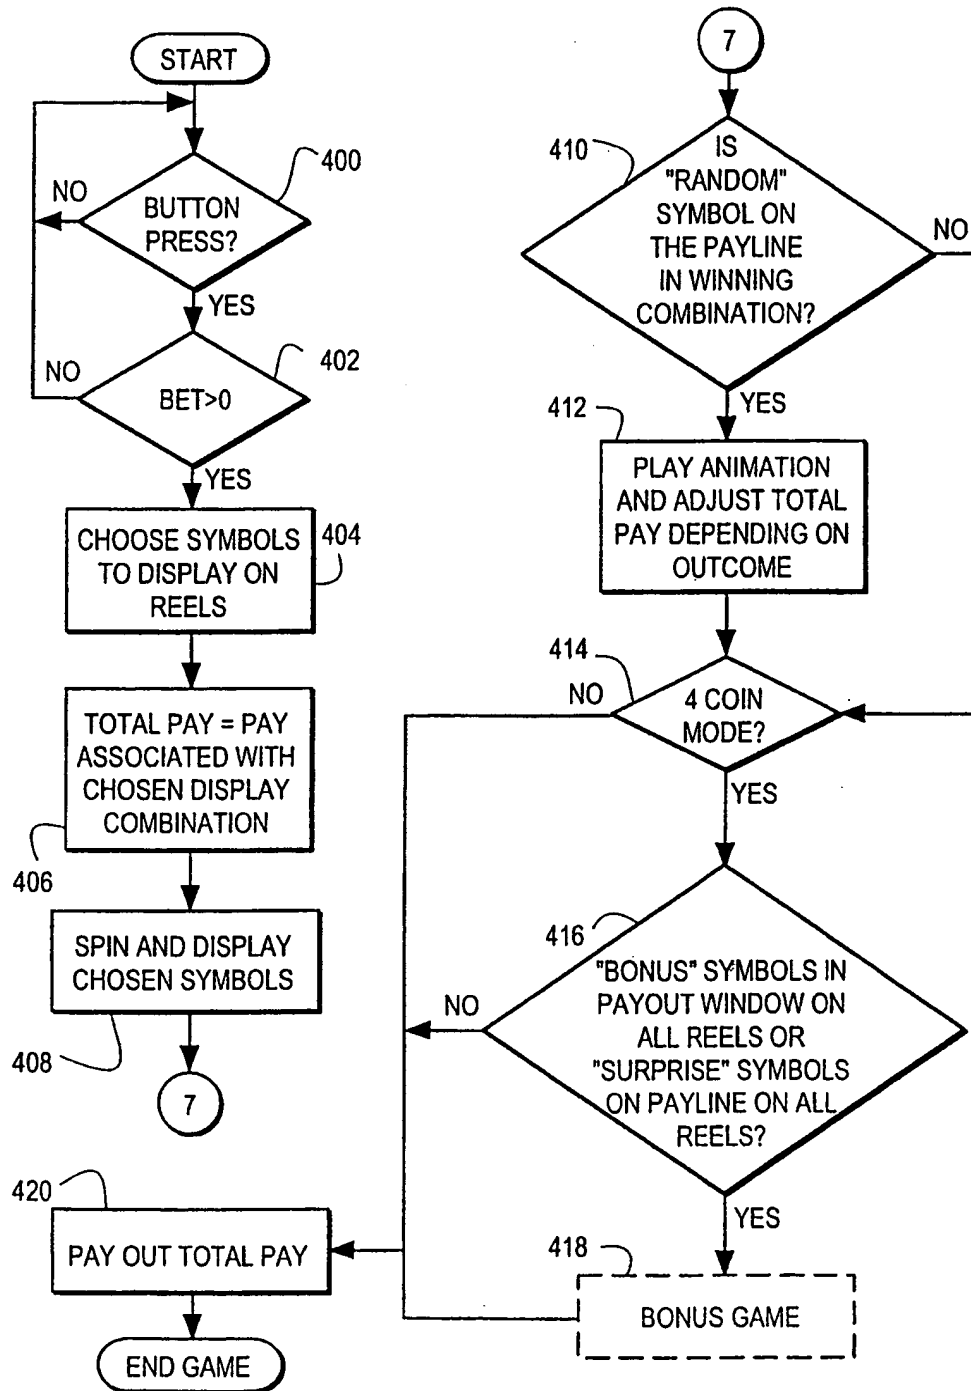 START
400
NO
BUTTON
PRESS?
YES
402
NO
BET>0
YES
CHOOSE SYMBOLS
TO DISPLAY ON
REELS
404
TOTAL PAY = PAY
ASSOCIATED WITH
CHOSEN DISPLAY
COMBINATION
406
SPIN AND DISPLAY
CHOSEN SYMBOLS
408
7
420
PAY OUT TOTAL PAY
END GAME
7
410
IS
"RANDOM"
SYMBOL ON
THE PAYLINE
IN WINNING
COMBINATION?
NO
YES
412
PLAY ANIMATION
AND ADJUST TOTAL
PAY DEPENDING ON
OUTCOME
414
NO
4 COIN
MODE?
YES
416
NO
"BONUS" SYMBOLS IN
PAYOUT WINDOW ON
ALL REELS OR
"SURPRISE" SYMBOLS
ON PAYLINE ON ALL
REELS?
YES
418
BONUS GAME